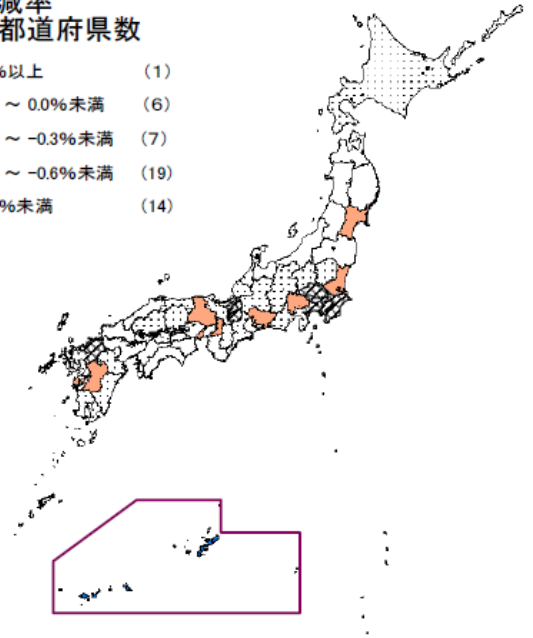 減率
都道府県数
%以上 (1)
～ 0.0%未満 (6)
～ -0.3%未満 (7)
～ -0.6%未満 (19)
%未満 (14)